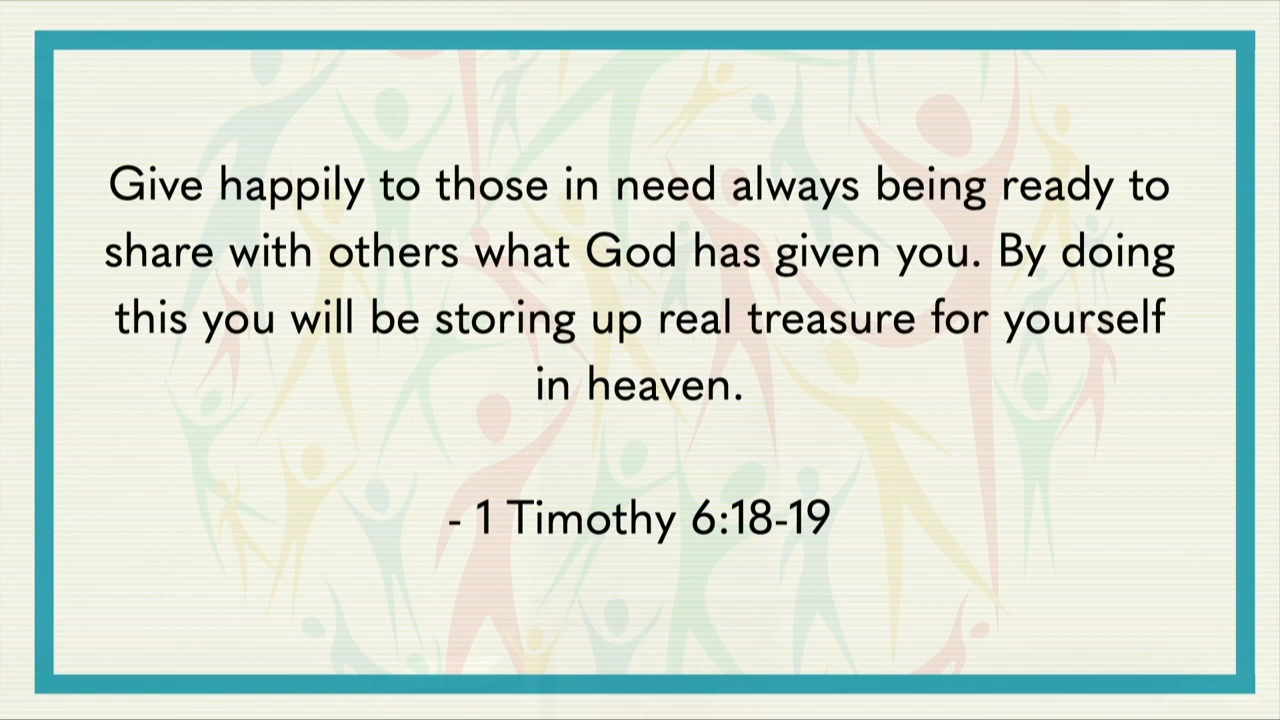 Give happily to those in need always being ready to
share with others what God has given you. By doing
this you will be storing up real treasure for yourself
in heaven.
- 1 Timothy 6:18-19